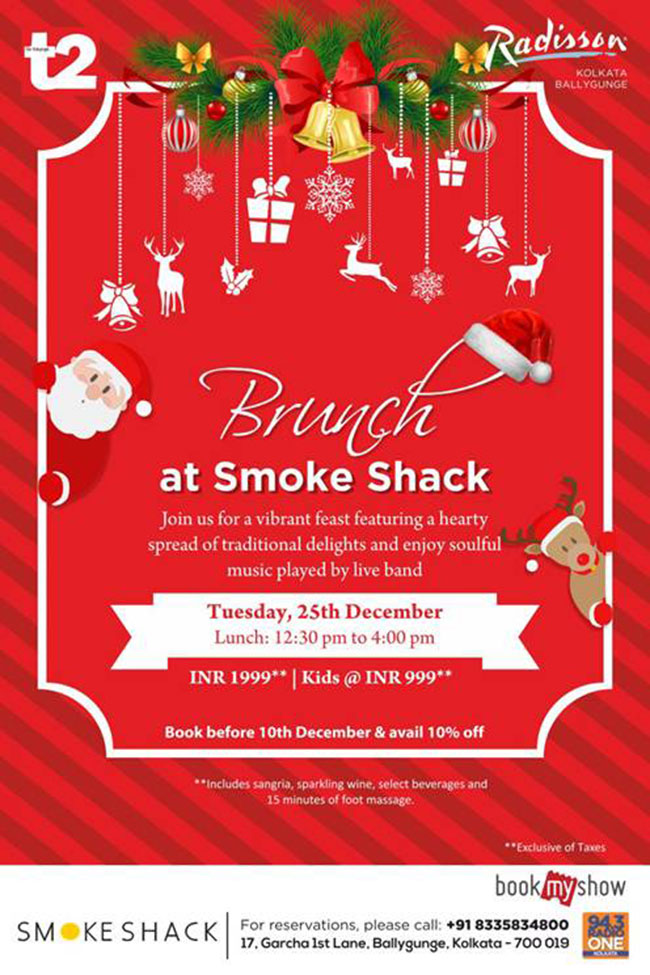 t2
Radisson
KOLKATA
BALLYGUNGE
Brunch
at Smoke Shack
Join us for a vibrant feast featuring a hearty
spread of traditional delights and enjoy soulful
music played by live band
Tuesday, 25th December
Lunch: 12:30 pm to 4:00 pm
INR 1999** | Kids @ INR 999**
Book before 10th December & avail 10% off
**Includes sangria, sparkling wine, select beverages and
15 minutes of foot massage.
**Exclusive of Taxes
bookmyshow
SMOKE SHACK
For reservations, please call: +91 8335834800
17, Garcha 1st Lane, Ballygunge, Kolkata - 700 019
94.3
RADIO
ONE
KOLKATA